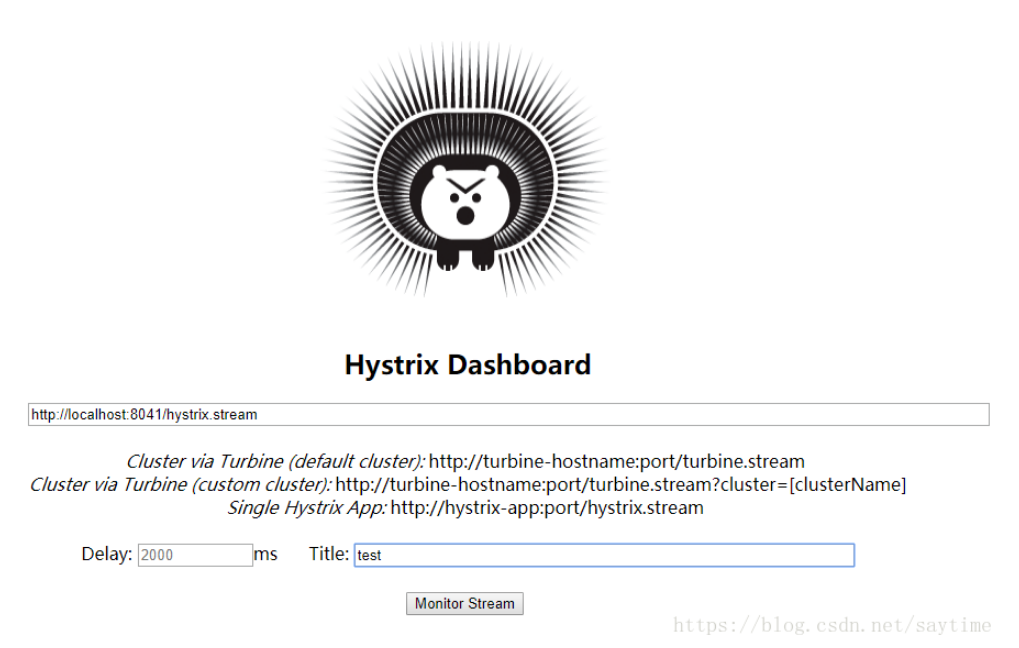 Hystrix Dashboard
http://localhost:8041/hystrix.stream
Cluster via Turbine (default cluster): http://turbine-hostname:port/turbine.stream
Cluster via Turbine (custom cluster): http://turbine-hostname:port/turbine.stream?cluster=[clusterName]
Single Hystrix App: http://hystrix-app:port/hystrix.stream
Delay: 2000 ms Title: test
Monitor Stream
https://blog.csdn.net/saytime